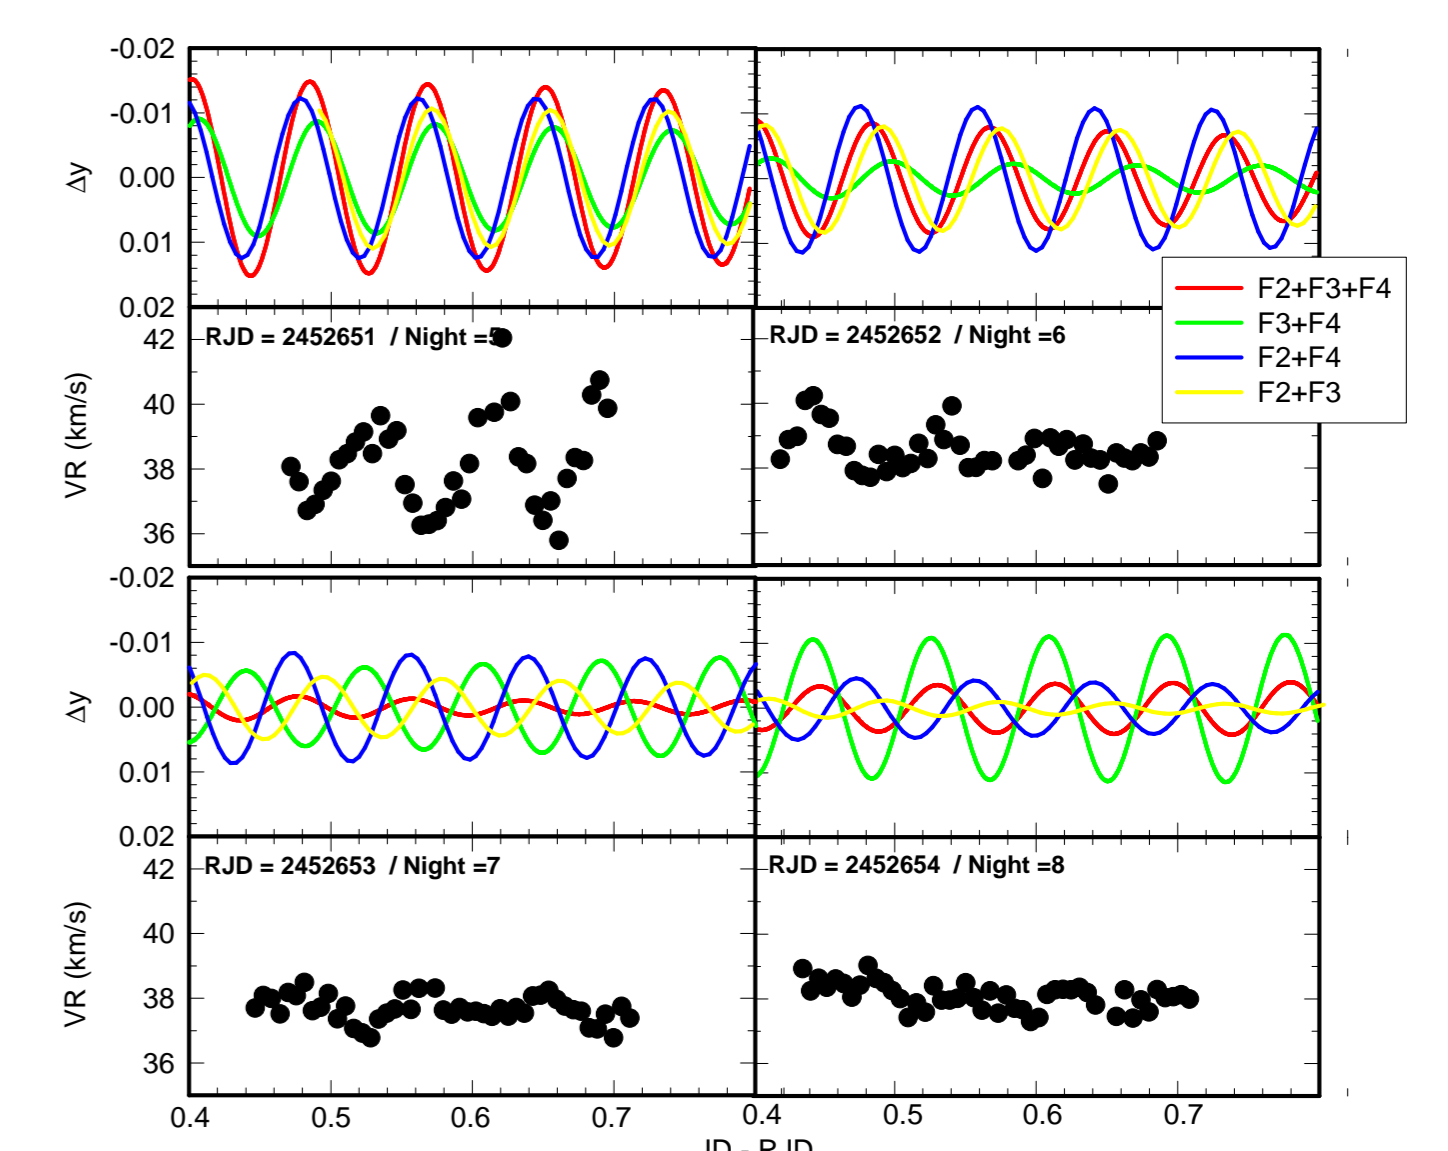 -0.02
-0.01
0.00
0.01
0.02
Δy
F2+F3+F4
F3+F4
F2+F4
F2+F3
RJD = 2452651 / Night =5
RJD = 2452652 / Night =6
42
40
38
36
VR (km/s)
-0.02
-0.01
0.00
0.01
0.02
Δy
RJD = 2452653 / Night =7
RJD = 2452654 / Night =8
42
40
38
36
VR (km/s)
0.4 0.5 0.6 0.7 0.4 0.5 0.6 0.7
JD - RJD